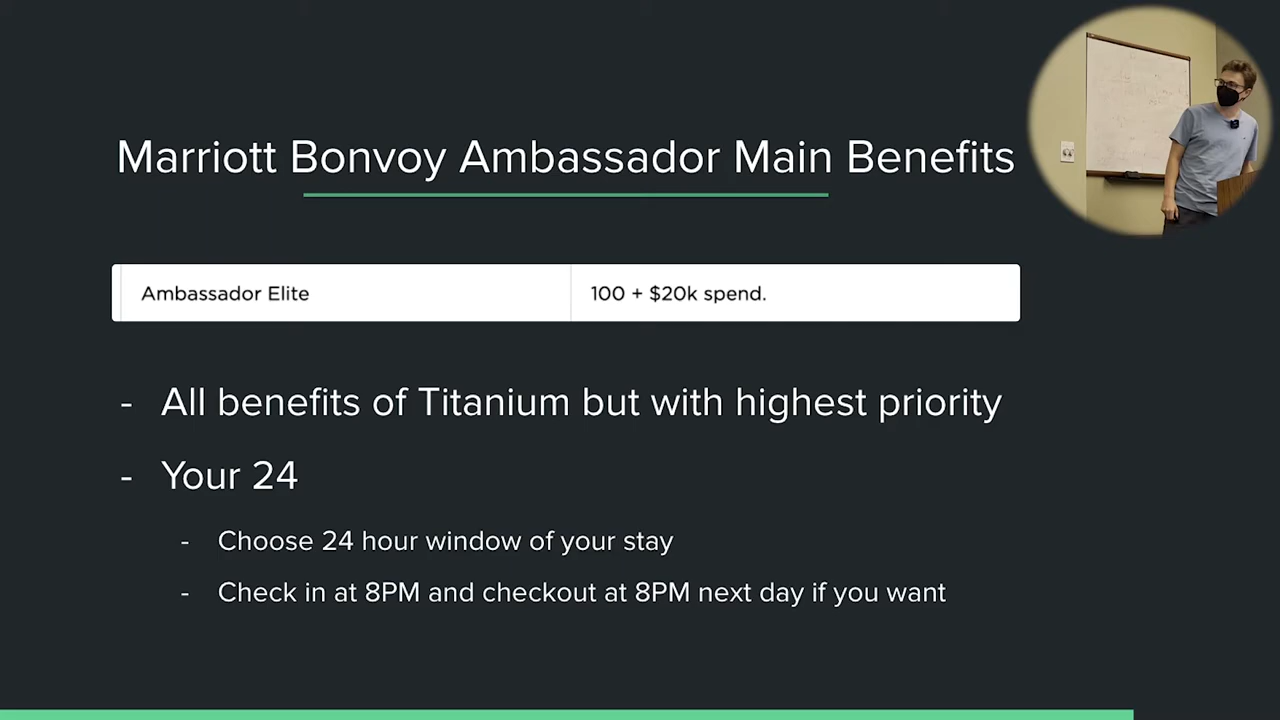 Marriott Bonvoy Ambassador Main Benefits
Ambassador Elite 100 + $20k spend.
- All benefits of Titanium but with highest priority
- Your 24
- Choose 24 hour window of your stay
- Check in at 8PM and checkout at 8PM next day if you want